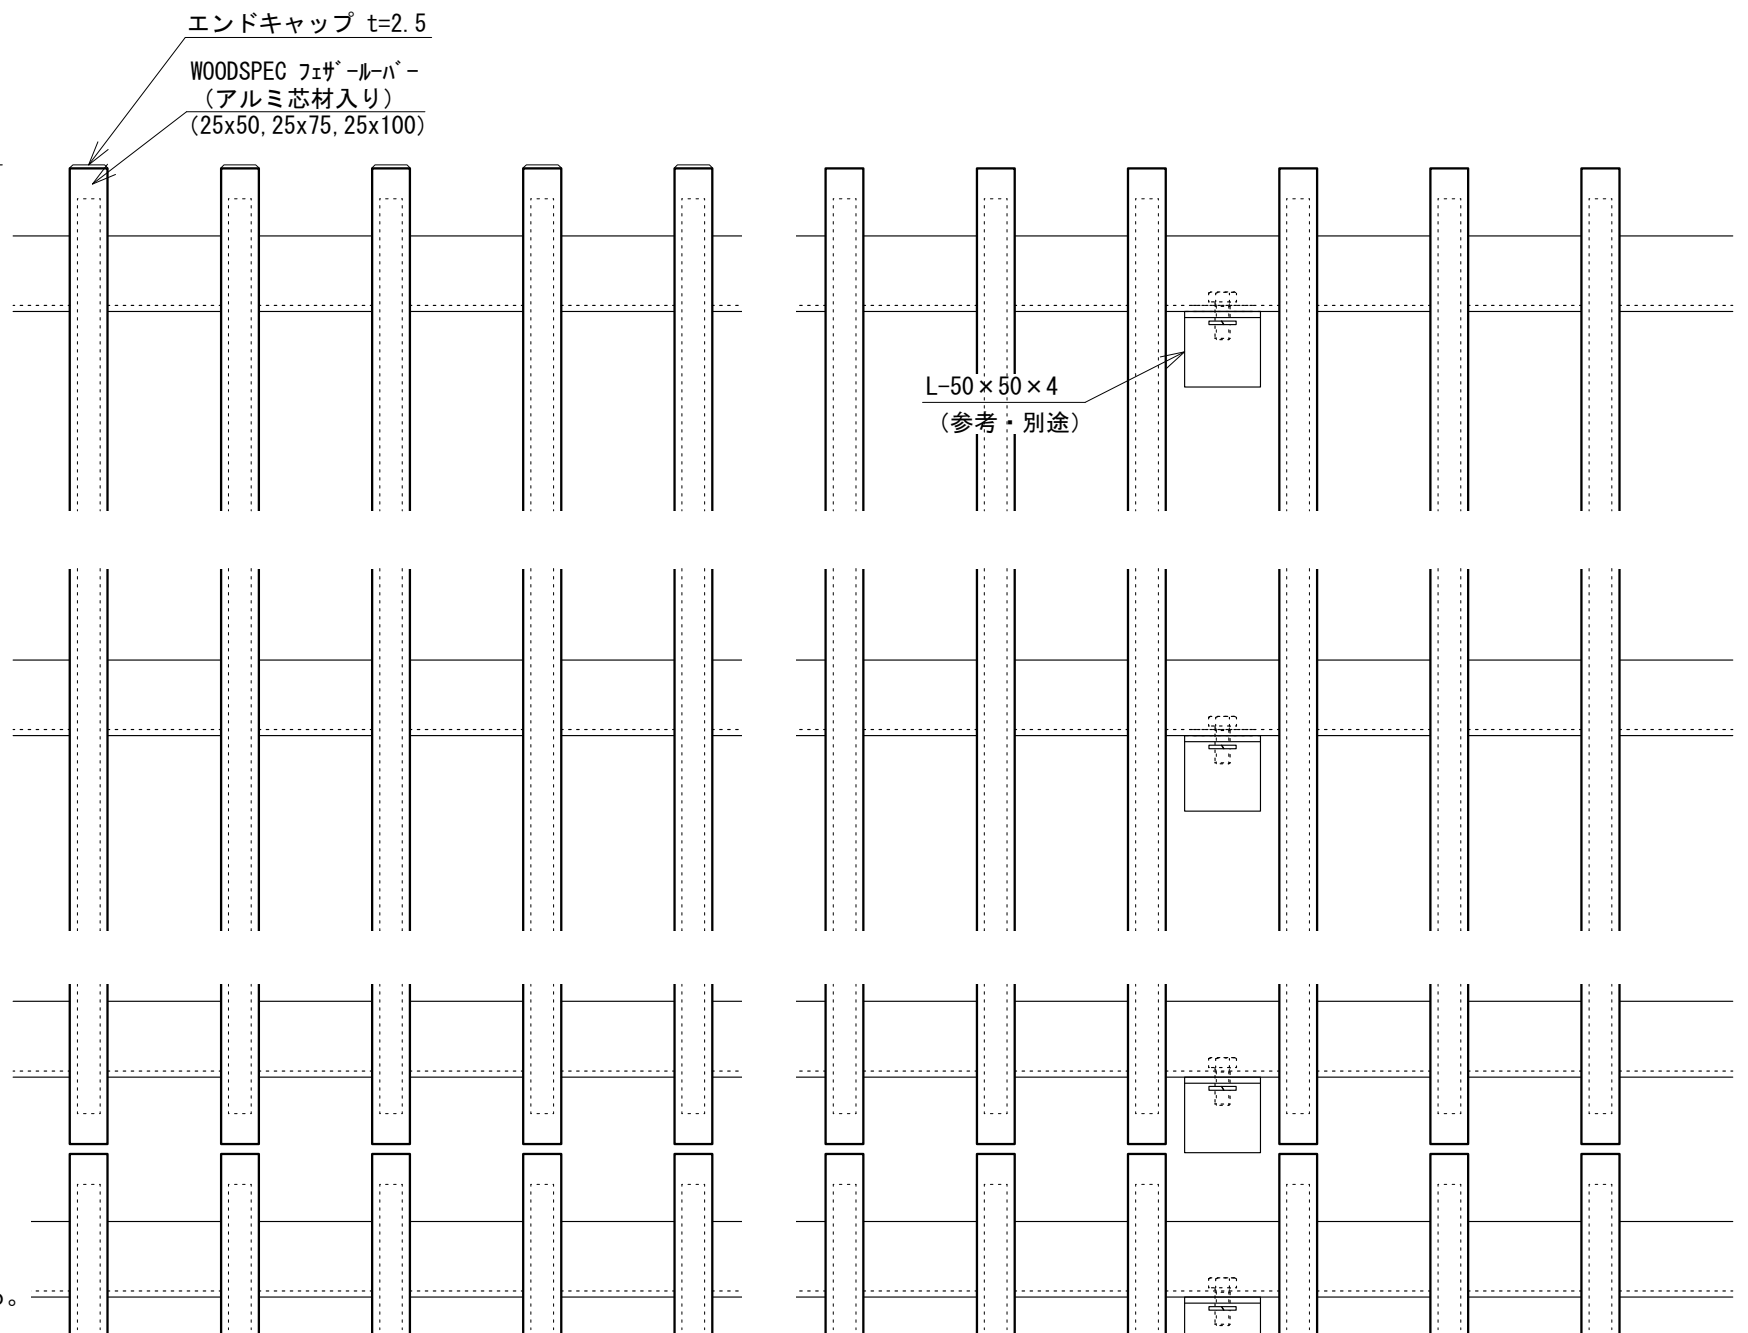 エンドキャップ t=2.5
WOODSPEC ﾌｪｻﾞｰﾙｰﾊﾞｰ
(アルミ芯材入り)
(25x50,25x75,25x100)
L-50×50×4
(参考・別途)
。